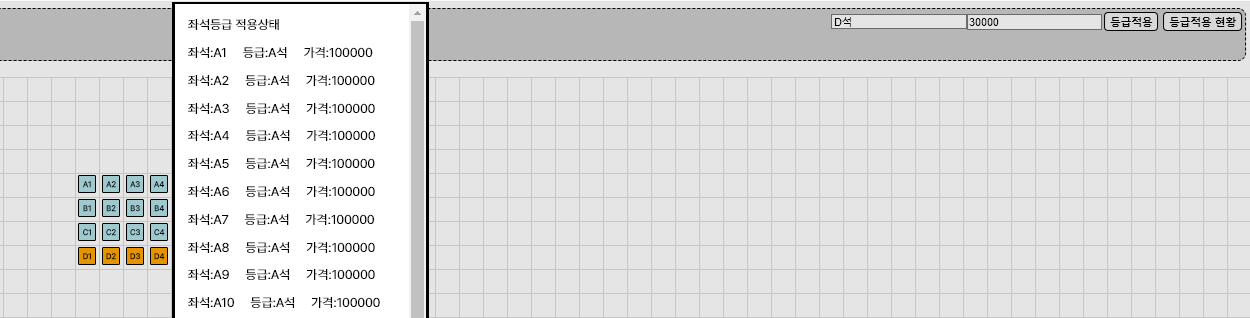 D석 30000 등급적용 등급적용 현황
좌석등급 적용상태
좌석:A1 등급:A석 가격:100000
좌석:A2 등급:A석 가격:100000
좌석:A3 등급:A석 가격:100000
좌석:A4 등급:A석 가격:100000
좌석:A5 등급:A석 가격:100000
좌석:A6 등급:A석 가격:100000
좌석:A7 등급:A석 가격:100000
좌석:A8 등급:A석 가격:100000
좌석:A9 등급:A석 가격:100000
좌석:A10 등급:A석 가격:100000
A1 A2 A3 A4
B1 B2 B3 B4
C1 C2 C3 C4
D1 D2 D3 D4